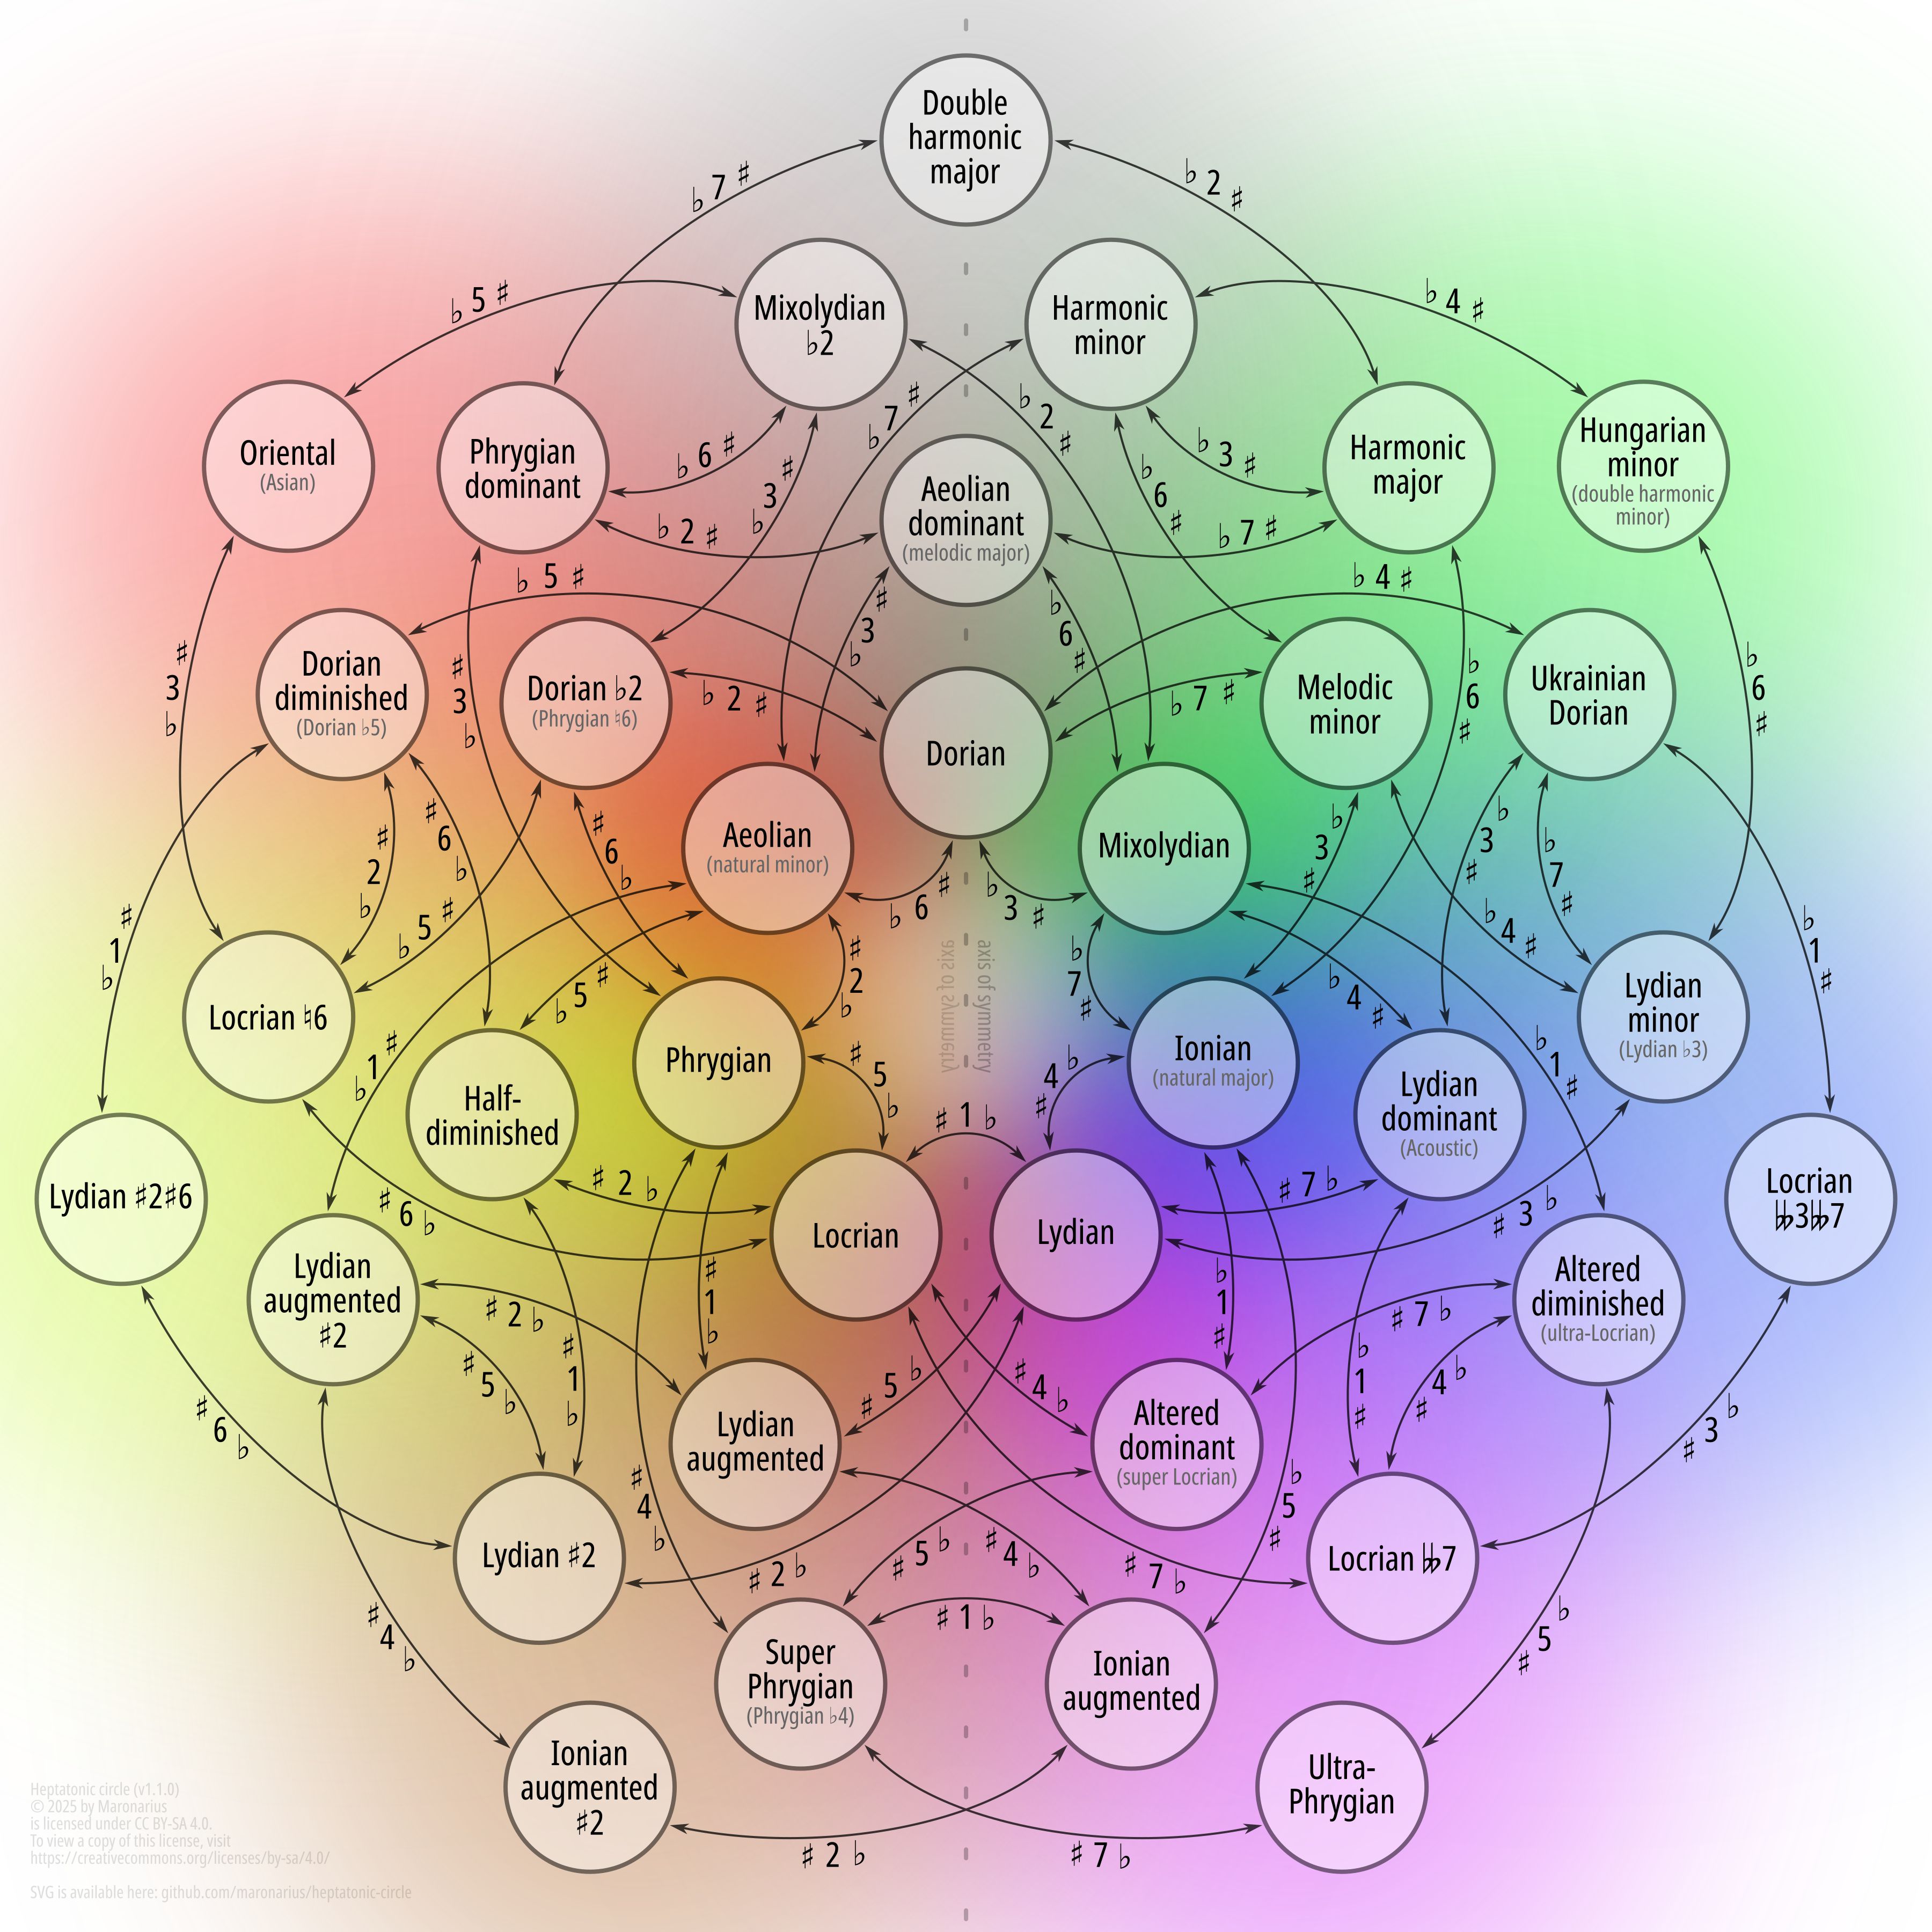 Double
harmonic
major
♭ 7 ♯
♭ 2 ♯
Mixolydian
♭2
Harmonic
minor
♭ 5 ♯
♭ 4 ♯
Oriental
(Asian)
Phrygian
dominant
♭ 6 ♯
♭ 3 ♯
♭ 7 ♯
♭ 2 ♯
Aeolian
dominant
(melodic major)
♭ 6 ♯
♭ 3 ♯
Harmonic
major
Hungarian
minor
(double harmonic
minor)
♭ 2 ♯
♭ 7 ♯
♭ 5 ♯
♭ 4 ♯
♯ 3 ♭
♭ 6 ♯
♯ 3 ♭
Dorian
diminished
(Dorian ♭5)
♯ 3 ♭
Dorian ♭2
(Phrygian ♮6)
♭ 2 ♯
Dorian
♭ 7 ♯
Melodic
minor
♭ 6 ♯
Ukrainian
Dorian
♭ 6 ♯
Aeolian
(natural minor)
Mixolydian
♯ 2 ♭
♯ 6 ♭
♭ 5 ♯
♯ 6 ♭
♭ 6 ♯
♭ 3 ♯
♭ 3 ♯
♭ 4 ♯
♭ 3 ♯
♭ 7 ♯
♯ 1 ♭
♭ 1 ♯
Locrian ♮6
♭ 5 ♯
♯ 2 ♭
axis of symmetry
axis of symmetry
♭ 7 ♯
♭ 4 ♯
Lydian
minor
(Lydian ♭3)
♭ 1 ♯
Half-
diminished
Phrygian
♯ 5 ♭
♯ 1 ♭
4 ♭
♯
Ionian
(natural major)
Lydian
dominant
(Acoustic)
♭ 1 ♯
Lydian ♯2♯6
♯ 6 ♭
♯ 2 ♭
Locrian
Lydian
♯ 7 ♭
♯ 3 ♭
Locrian
𝄫3𝄫7
Lydian
augmented
♯2
♯ 2 ♭
♯ 1 ♭
♭ 1 ♯
♯ 7 ♭
Altered
diminished
(ultra-Locrian)
♯ 5 ♭
♯ 1 ♭
♯ 5 ♭
♯ 4 ♭
♭ 1 ♯
♯ 4 ♭
♯ 6 ♭
Lydian
augmented
Altered
dominant
(super Locrian)
♯ 3 ♭
Lydian ♯2
♯ 4 ♭
♯ 2 ♭
♯ 5 ♭
♯ 4 ♭
♯ 7 ♭
♭ 5 ♯
Locrian 𝄫7
♯ 4 ♭
♯ 1 ♭
♯ 5 ♭
Super
Phrygian
(Phrygian ♭4)
Ionian
augmented
Ionian
augmented
♯2
Ultra-
Phrygian
♯ 2 ♭
♯ 7 ♭
Heptatonic circle (v1.1.0)
© 2025 by Maronarius
is licensed under CC BY-SA 4.0.
To view a copy of this license, visit
https://creativecommons.org/licenses/by-sa/4.0/
SVG is available here: github.com/maronarius/heptatonic-circle